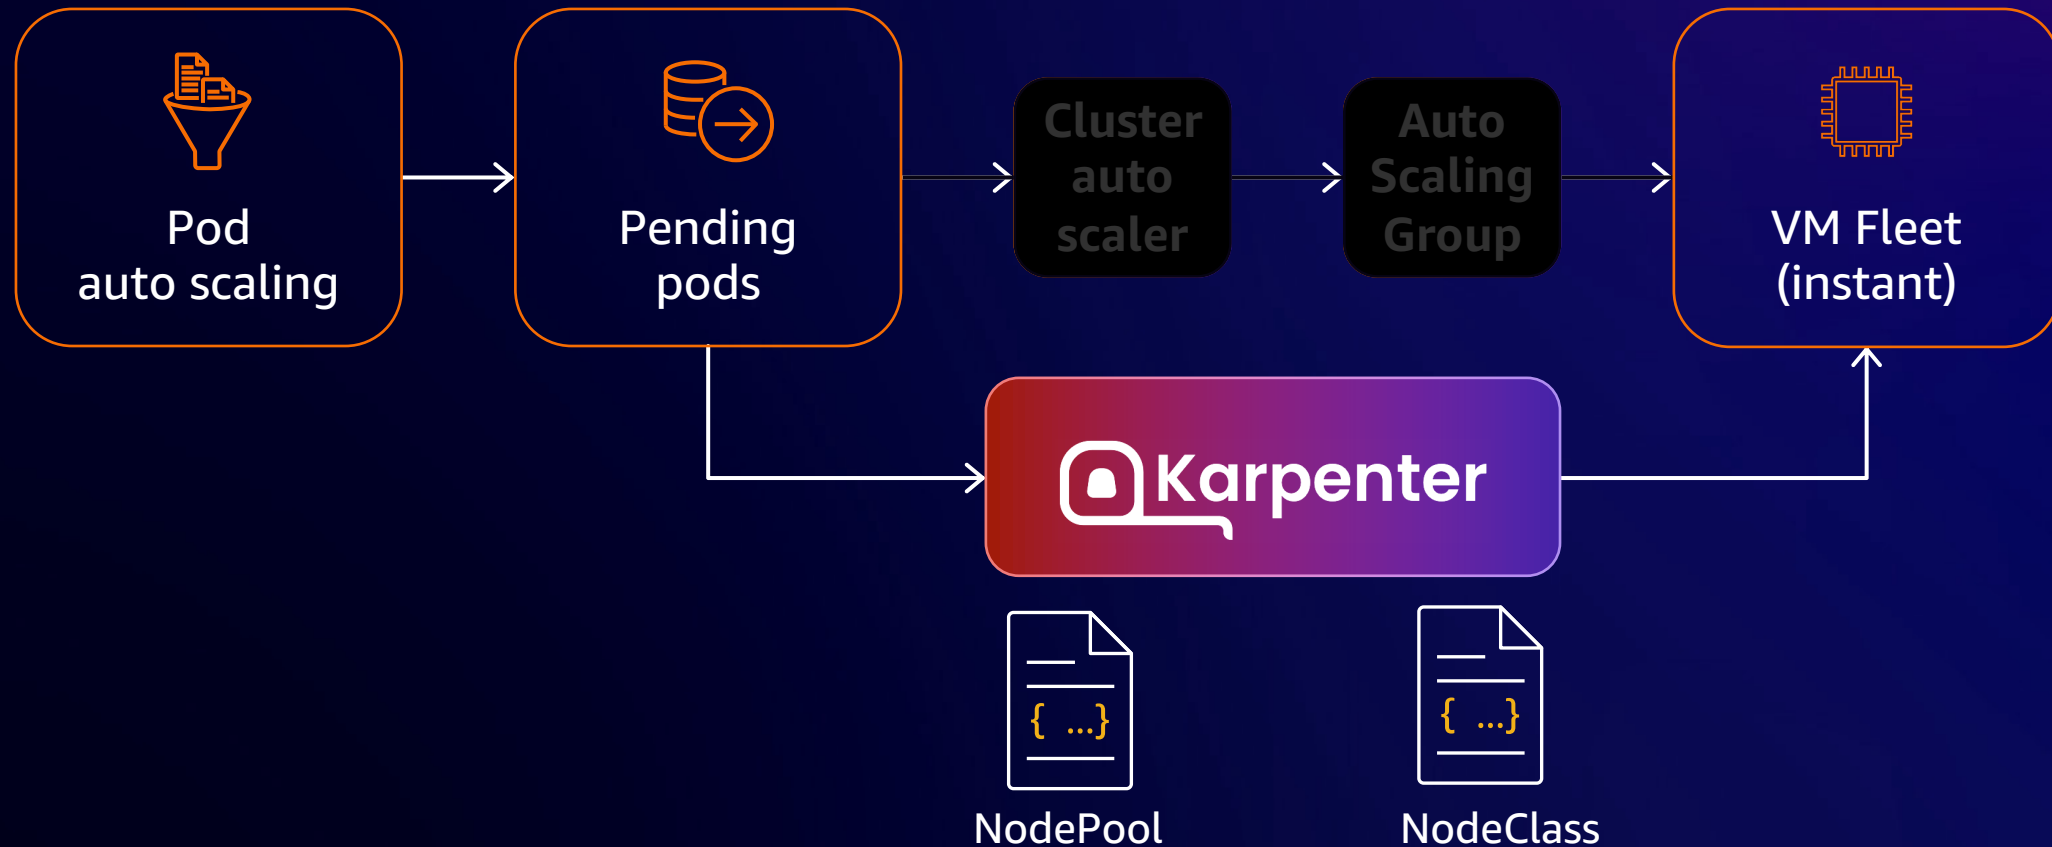 Pod
auto scaling
Pending
pods
Cluster
auto
scaler
Auto
Scaling
Group
VM Fleet
(instant)
Karpenter
{ ...}
{ ...}
NodePool
NodeClass